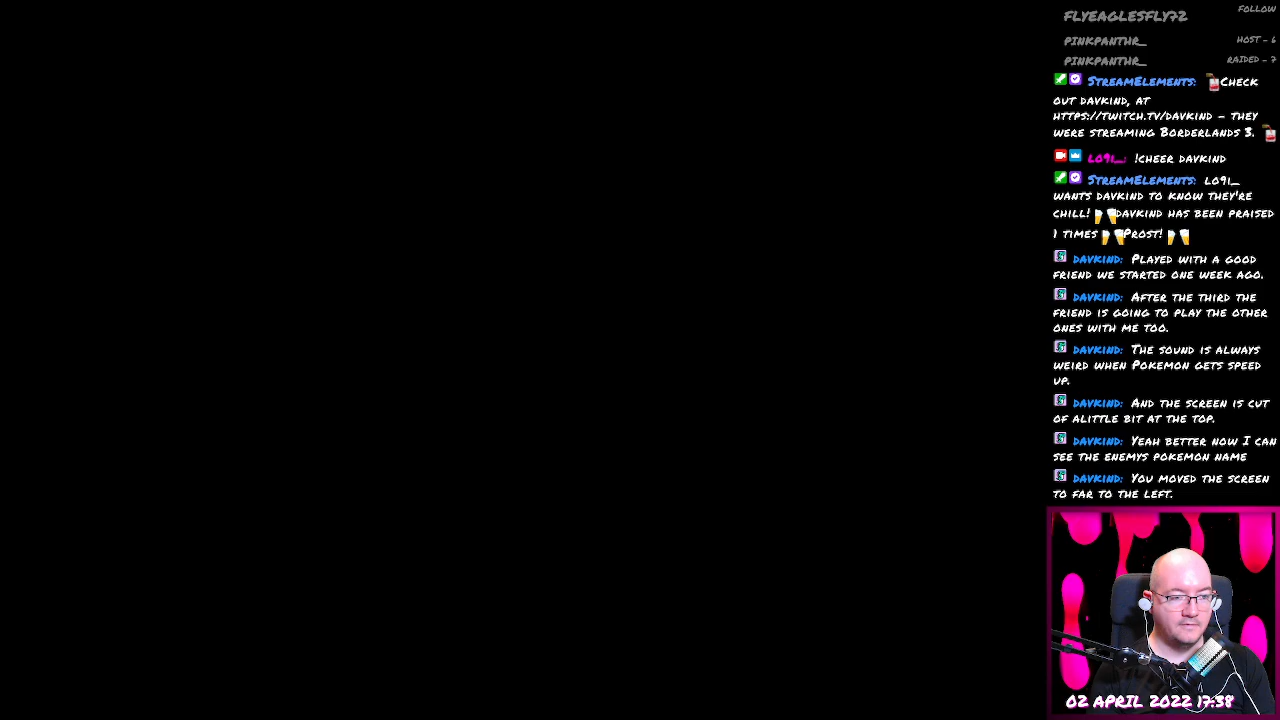 FLYEAGLESFLY72 FOLLOW
PINKPANTHR_ HOST - 6
PINKPANTHR_ RAIDED - 7
STREAMELEMENTS: CHECK
OUT DAVKIND, AT
HTTPS://TWITCH.TV/DAVKIND - THEY
WERE STREAMING BORDERLANDS 3.
LO9I_: !CHEER DAVKIND
STREAMELEMENTS: LO9I_
WANTS DAVKIND TO KNOW THEY'RE
CHILL! DAVKIND HAS BEEN PRAISED
1 TIMES PROST!
DAVKIND: PLAYED WITH A GOOD
FRIEND WE STARTED ONE WEEK AGO.
DAVKIND: AFTER THE THIRD THE
FRIEND IS GOING TO PLAY THE OTHER
ONES WITH ME TOO.
DAVKIND: THE SOUND IS ALWAYS
WEIRD WHEN POKEMON GETS SPEED
UP.
DAVKIND: AND THE SCREEN IS CUT
OF ALITTLE BIT AT THE TOP.
DAVKIND: YEAH BETTER NOW I CAN
SEE THE ENEMYS POKEMON NAME
DAVKIND: YOU MOVED THE SCREEN
TO FAR TO THE LEFT.
02 APRIL 2022 17:38